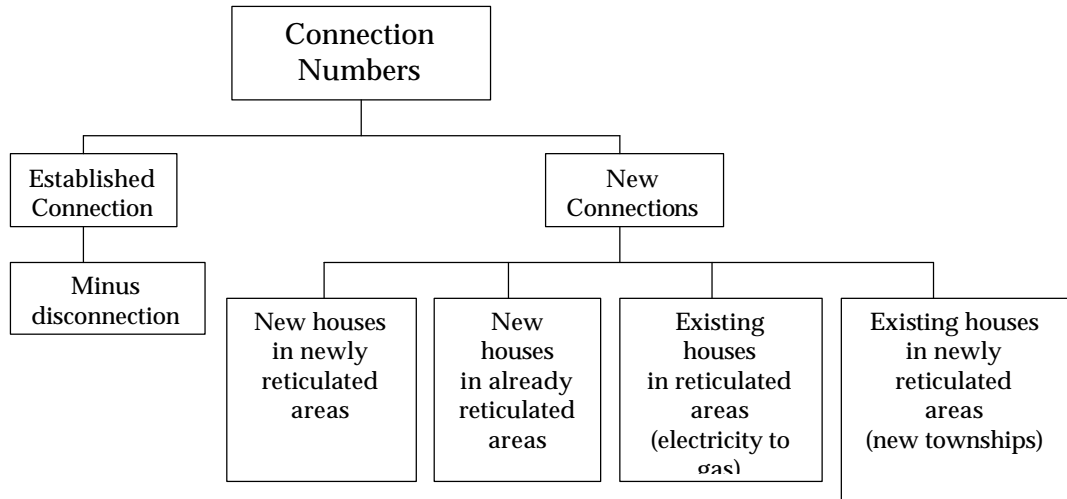 Connection
Numbers
Established
Connection
New
Connections
Minus
disconnection
New houses
in newly
reticulated
areas
New
houses
in already
reticulated
areas
Existing
houses
in reticulated
areas
(electricity to
gas)
Existing houses
in newly
reticulated
areas
(new townships)